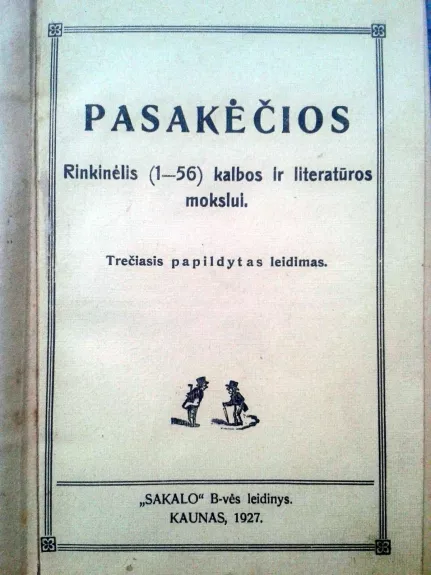 PASAKĖČIOS
Rinkinėlis (1—56) kalbos ir literatūros
mokslui.
Trečiasis papildytas leidimas.
„SAKALO“ B-vės leidinys.
KAUNAS, 1927.